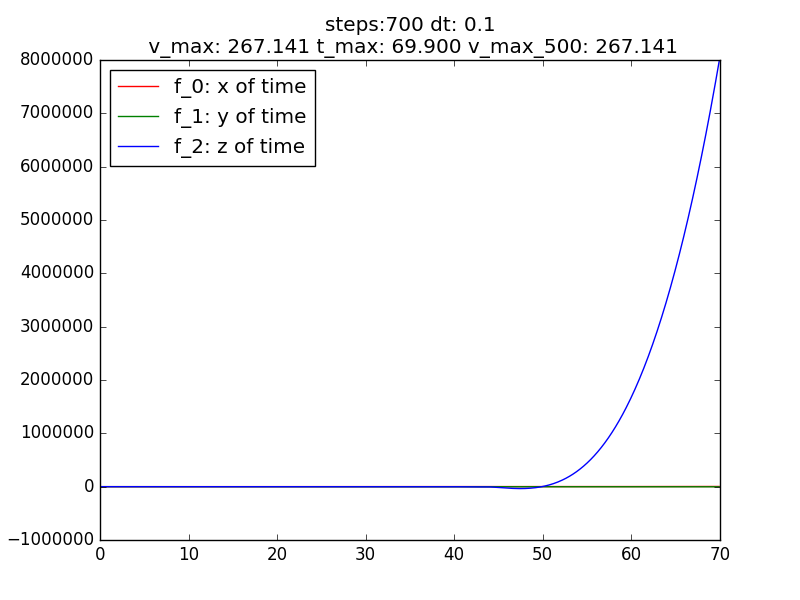 steps:700 dt: 0.1
v_max: 267.141 t_max: 69.900 v_max_500: 267.141
8000000
f_0: x of time
7000000
f_1: y of time
f_2: z of time
6000000
5000000
4000000
3000000
2000000
1000000
0
−1000000
0 10 20 30 40 50 60 70